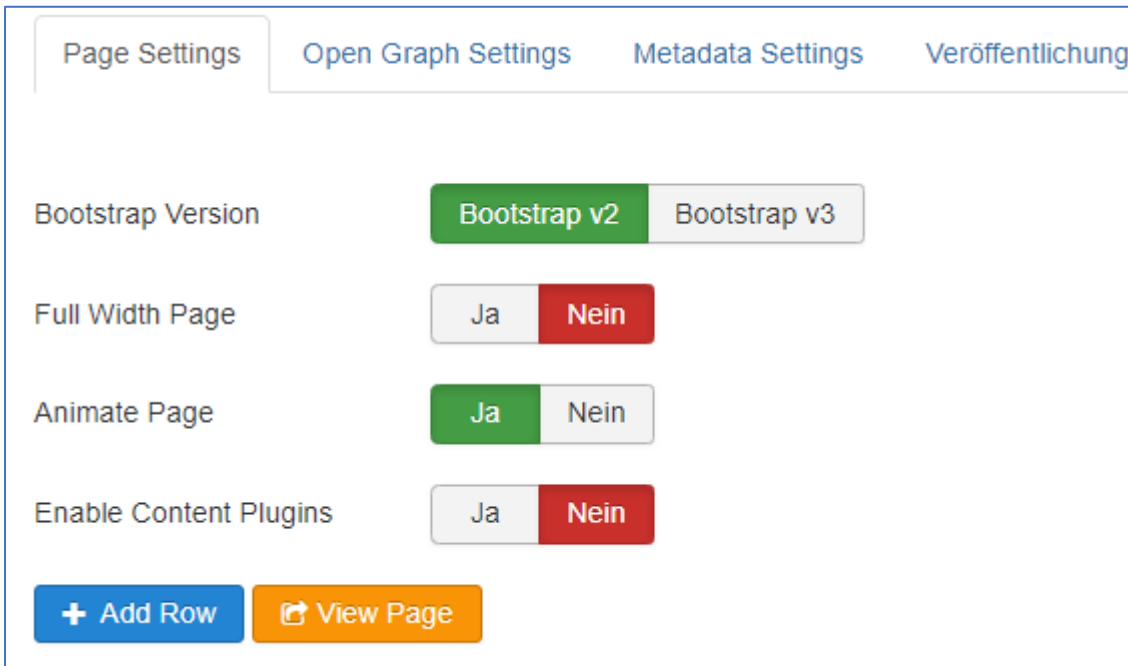 Page Settings Open Graph Settings Metadata Settings Veröffentlichung
Bootstrap Version Bootstrap v2 Bootstrap v3
Full Width Page Ja Nein
Animate Page Ja Nein
Enable Content Plugins Ja Nein
Add Row View Page